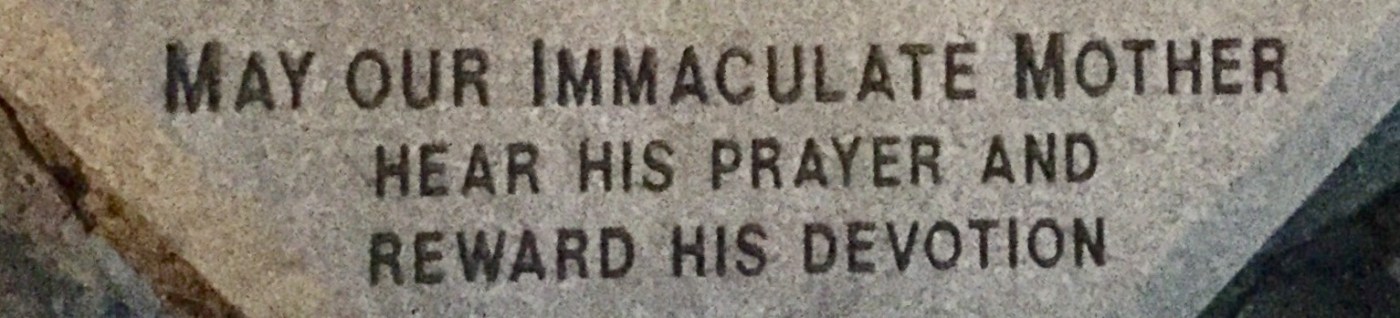 MAY OUR IMMACULATE MOTHER
HEAR HIS PRAYER AND
REWARD HIS DEVOTION